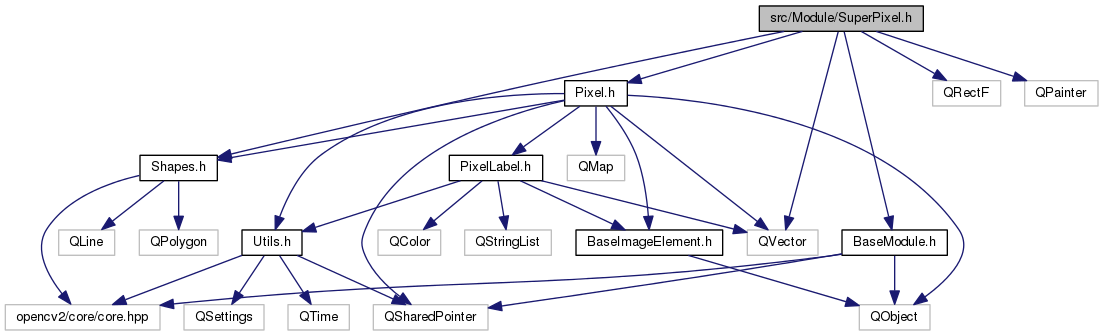 src/Module/SuperPixel.h
Pixel.h
QRectF
QPainter
Shapes.h
PixelLabel.h
QMap
QLine
QPolygon
Utils.h
QColor
QStringList
BaseImageElement.h
QVector
BaseModule.h
opencv2/core/core.hpp
QSettings
QTime
QSharedPointer
QObject